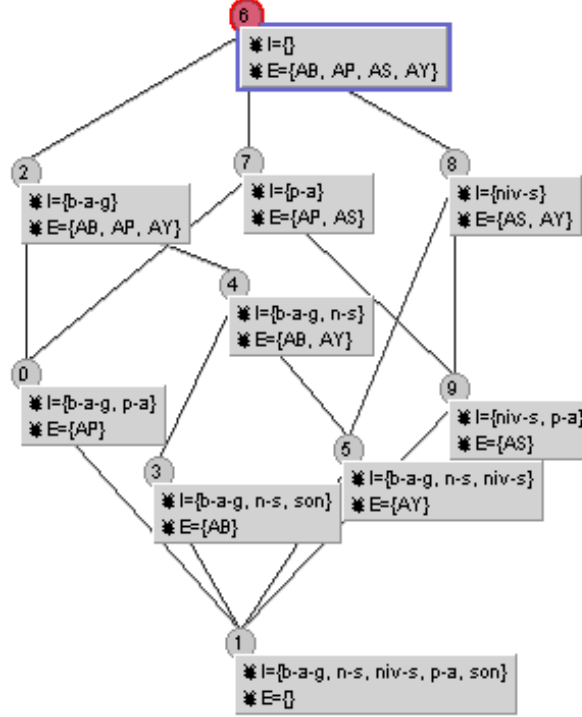 6
I={}
E={AB, AP, AS, AY}
2
I={b-a-g}
E={AB, AP, AY}
7
I={p-a}
E={AP, AS}
8
I={niv-s}
E={AS, AY}
4
I={b-a-g, n-s}
E={AB, AY}
0
I={b-a-g, p-a}
E={AP}
9
I={niv-s, p-a}
E={AS}
3
I={b-a-g, n-s, son}
E={AB}
5
I={b-a-g, n-s, niv-s}
E={AY}
1
I={b-a-g, n-s, niv-s, p-a, son}
E={}